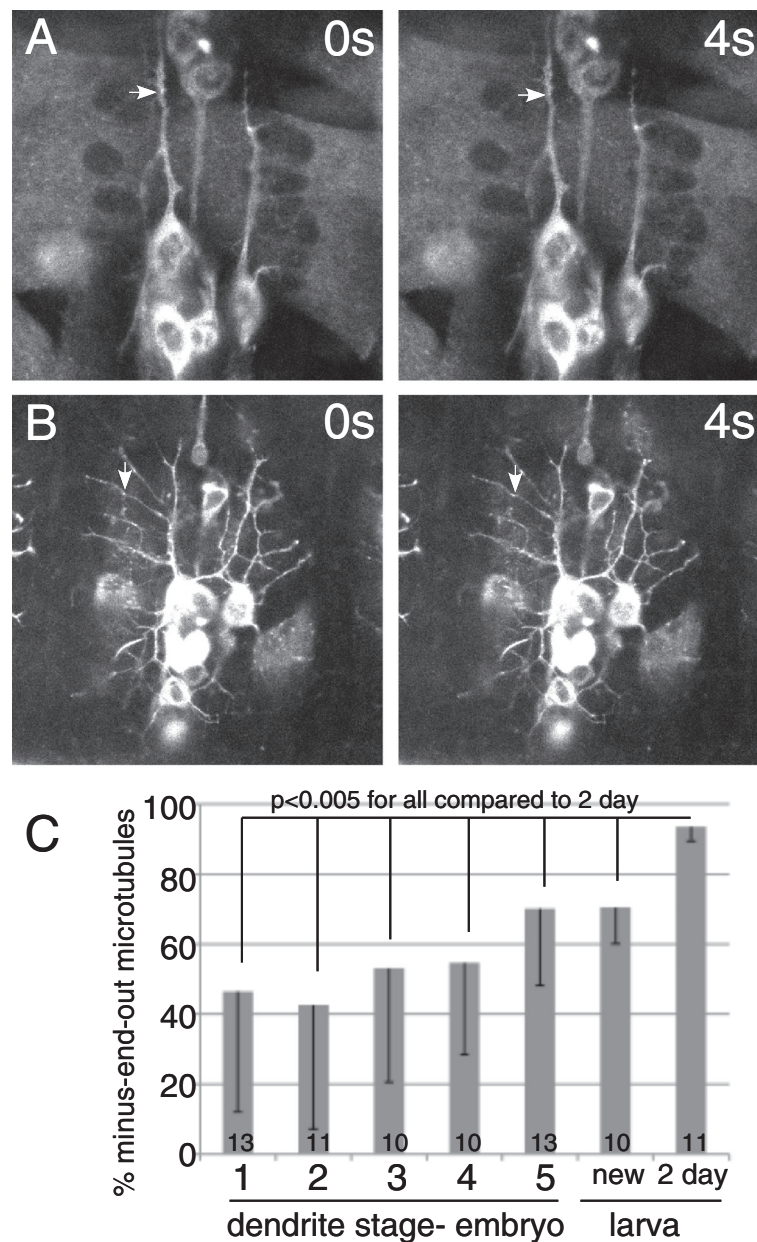 A 0s 4s
B 0s 4s
C
p<0.005 for all compared to 2 day
% minus-end-out microtubules
100
80
60
40
20
0
13 11 10 10 13 10 11
1 2 3 4 5 new 2 day
dendrite stage- embryo larva